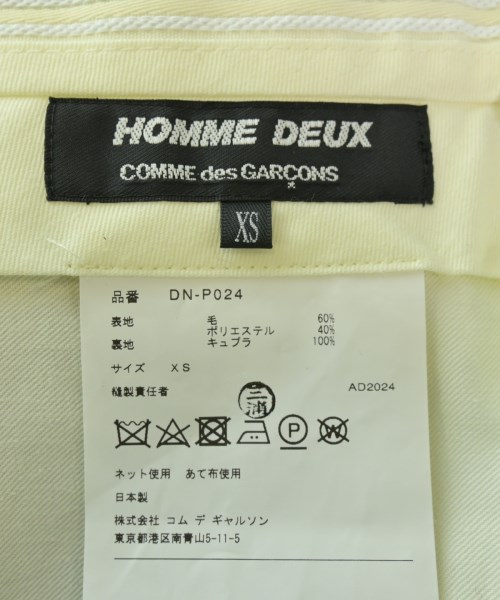 HOMME DEUX
COMME des GARÇONS
XS
品番 DN-P024
表地 毛 60%
ポリエステル 40%
裏地 キュプラ 100%
サイズ XS
縫製責任者 三浦
AD2024
P W
ネット使用 あて布使用
日本製
株式会社 コム デ ギャルソン
東京都港区南青山5-11-5